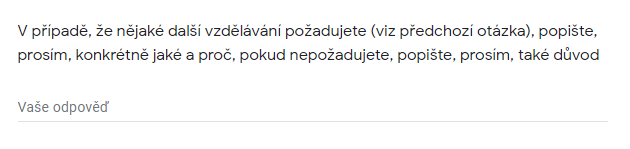 V případě, že nějaké další vzdělávání požadujete (viz předchozí otázka), popište,
prosím, konkrétně jaké a proč, pokud nepožadujete, popište, prosím, také důvod
Vaše odpověď